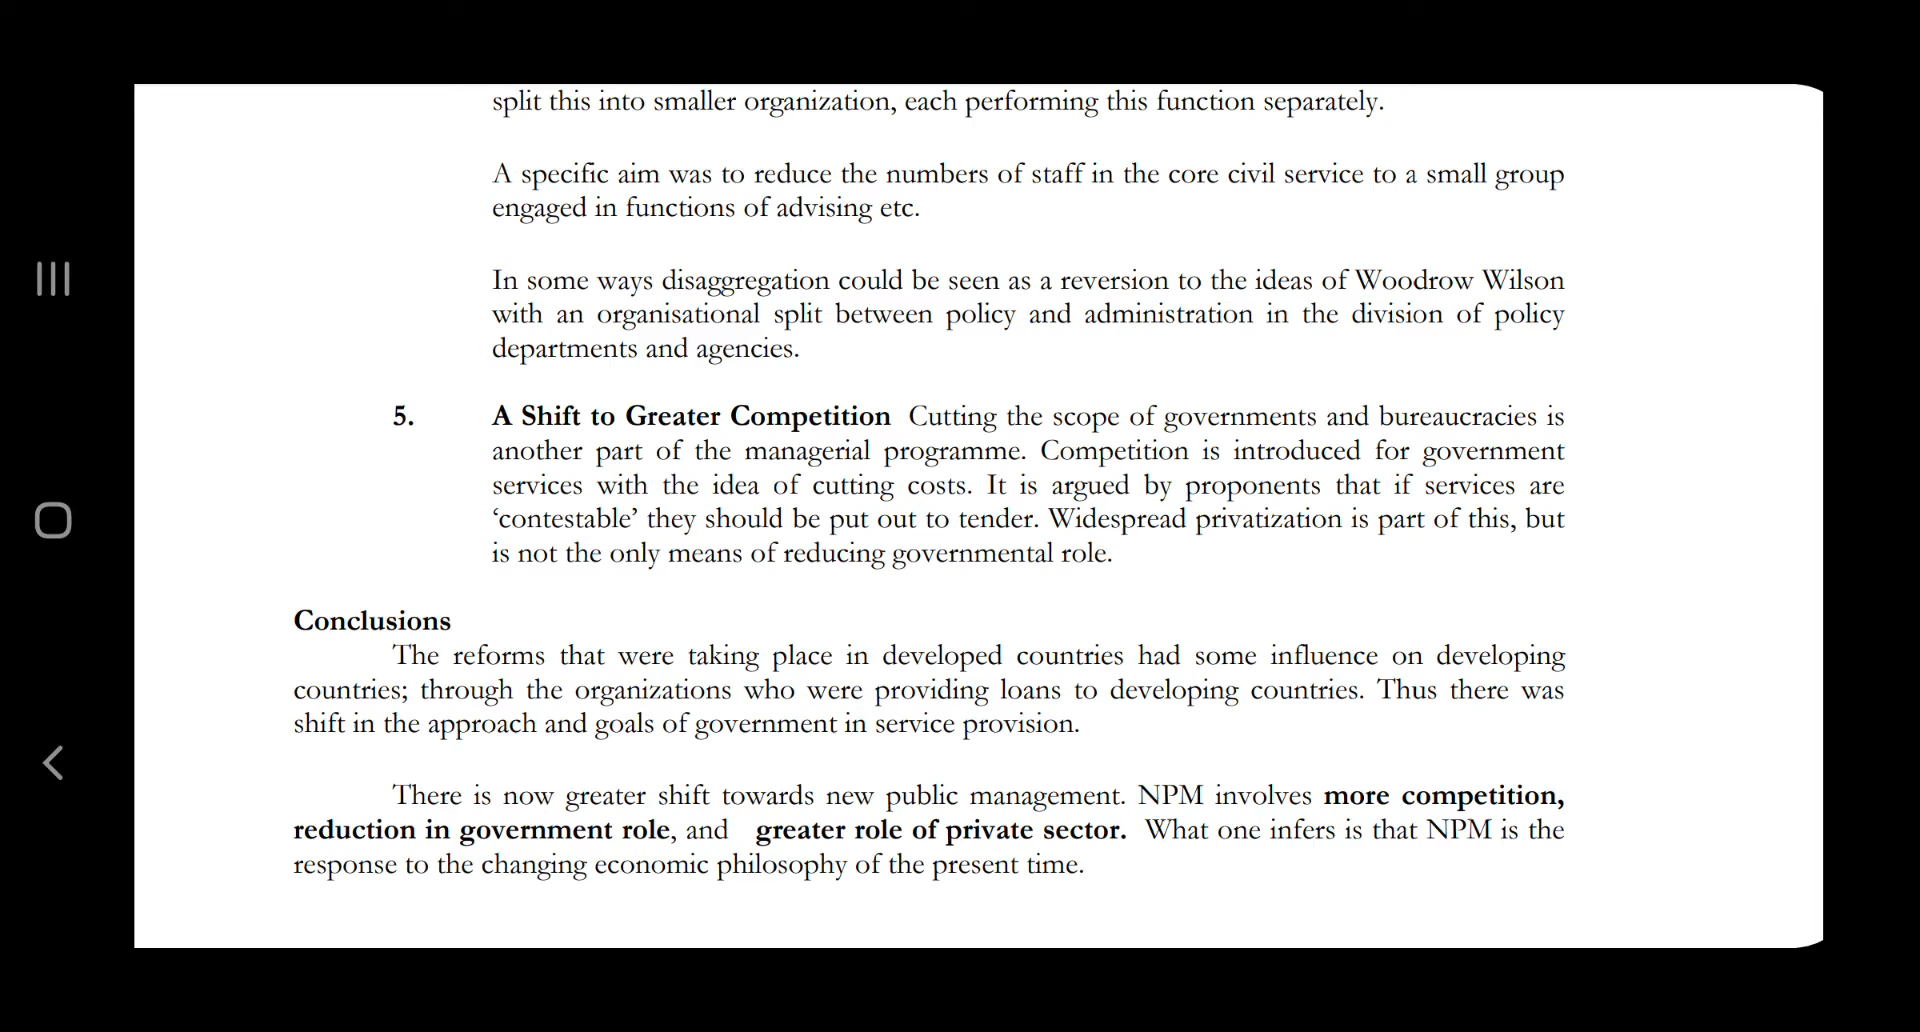 split this into smaller organization, each performing this function separately.
A specific aim was to reduce the numbers of staff in the core civil service to a small group
engaged in functions of advising etc.
In some ways disaggregation could be seen as a reversion to the ideas of Woodrow Wilson
with an organisational split between policy and administration in the division of policy
departments and agencies.
5. A Shift to Greater Competition Cutting the scope of governments and bureaucracies is
another part of the managerial programme. Competition is introduced for government
services with the idea of cutting costs. It is argued by proponents that if services are
‘contestable’ they should be put out to tender. Widespread privatization is part of this, but
is not the only means of reducing governmental role.
Conclusions
The reforms that were taking place in developed countries had some influence on developing
countries; through the organizations who were providing loans to developing countries. Thus there was
shift in the approach and goals of government in service provision.
There is now greater shift towards new public management. NPM involves more competition,
reduction in government role, and greater role of private sector. What one infers is that NPM is the
response to the changing economic philosophy of the present time.